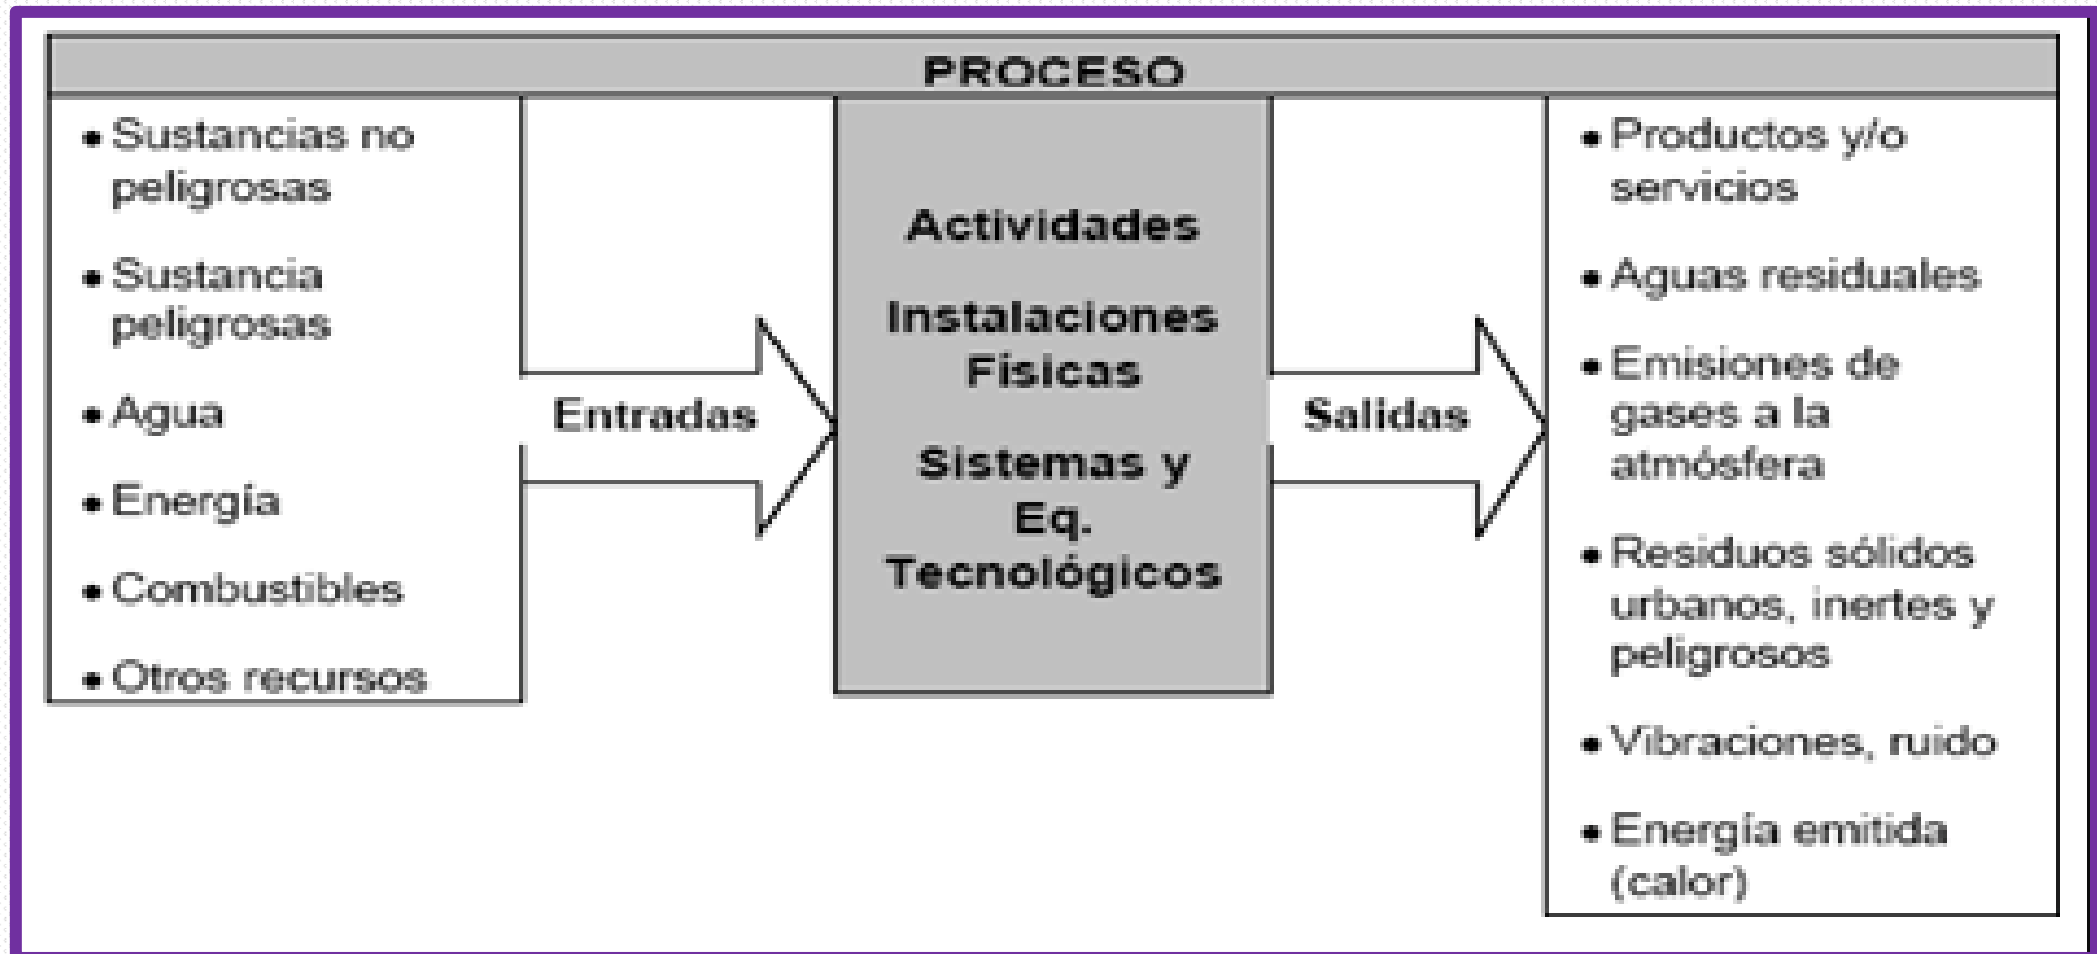 PROCESO
• Sustancias no
peligrosas
• Sustancia
peligrosas
• Agua
• Energía
• Combustibles
• Otros recursos
Entradas
Actividades
Instalaciones
Físicas
Sistemas y
Eq.
Tecnológicos
Salidas
• Productos y/o
servicios
• Aguas residuales
• Emisiones de
gases a la
atmósfera
• Residuos sólidos
urbanos, inertes y
peligrosos
• Vibraciones, ruido
• Energía emitida
(calor)